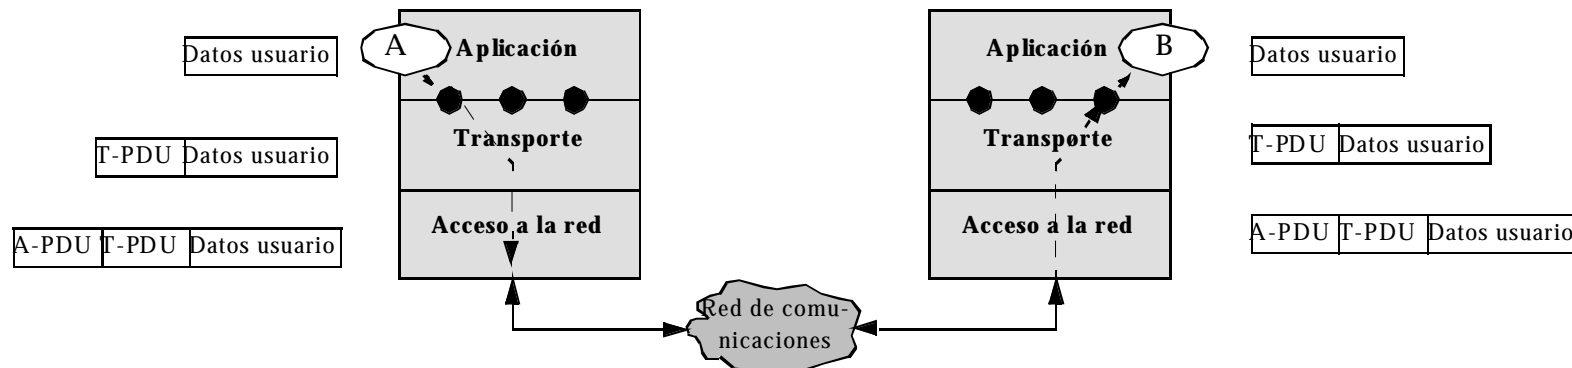 Datos usuario
A
Aplicación
Aplicación
B
Datos usuario
T-PDU Datos usuario
Transporte
Transporte
T-PDU Datos usuario
A-PDU T-PDU Datos usuario
Acceso a la red
Acceso a la red
A-PDU T-PDU Datos usuario
Red de comu-
nicaciones